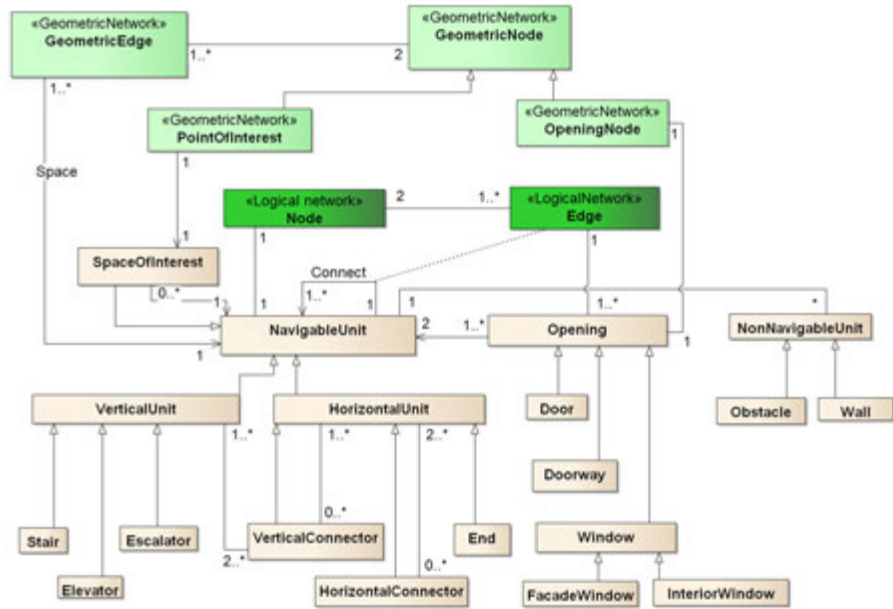 «GeometricNetwork»
GeometricEdge
«GeometricNetwork»
GeometricNode
1..*
2
1..*
«GeometricNetwork»
PointOfInterest
«GeometricNetwork»
OpeningNode
1
1
Space
«Logical network»
Node
2
1..*
«LogicalNetwork»
Edge
1
1
1
SpaceOfInterest
Connect
0..*
1
1
1..*
1
1
1..*
*
NavigableUnit
2
1..*
Opening
1
NonNavigableUnit
1
VerticalUnit
HorizontalUnit
Door
Obstacle
Wall
1..*
1..*
2..*
Doorway
0..*
Stair
Escalator
VerticalConnector
End
Window
2..*
0..*
Elevator
HorizontalConnector
FacadeWindow
InteriorWindow